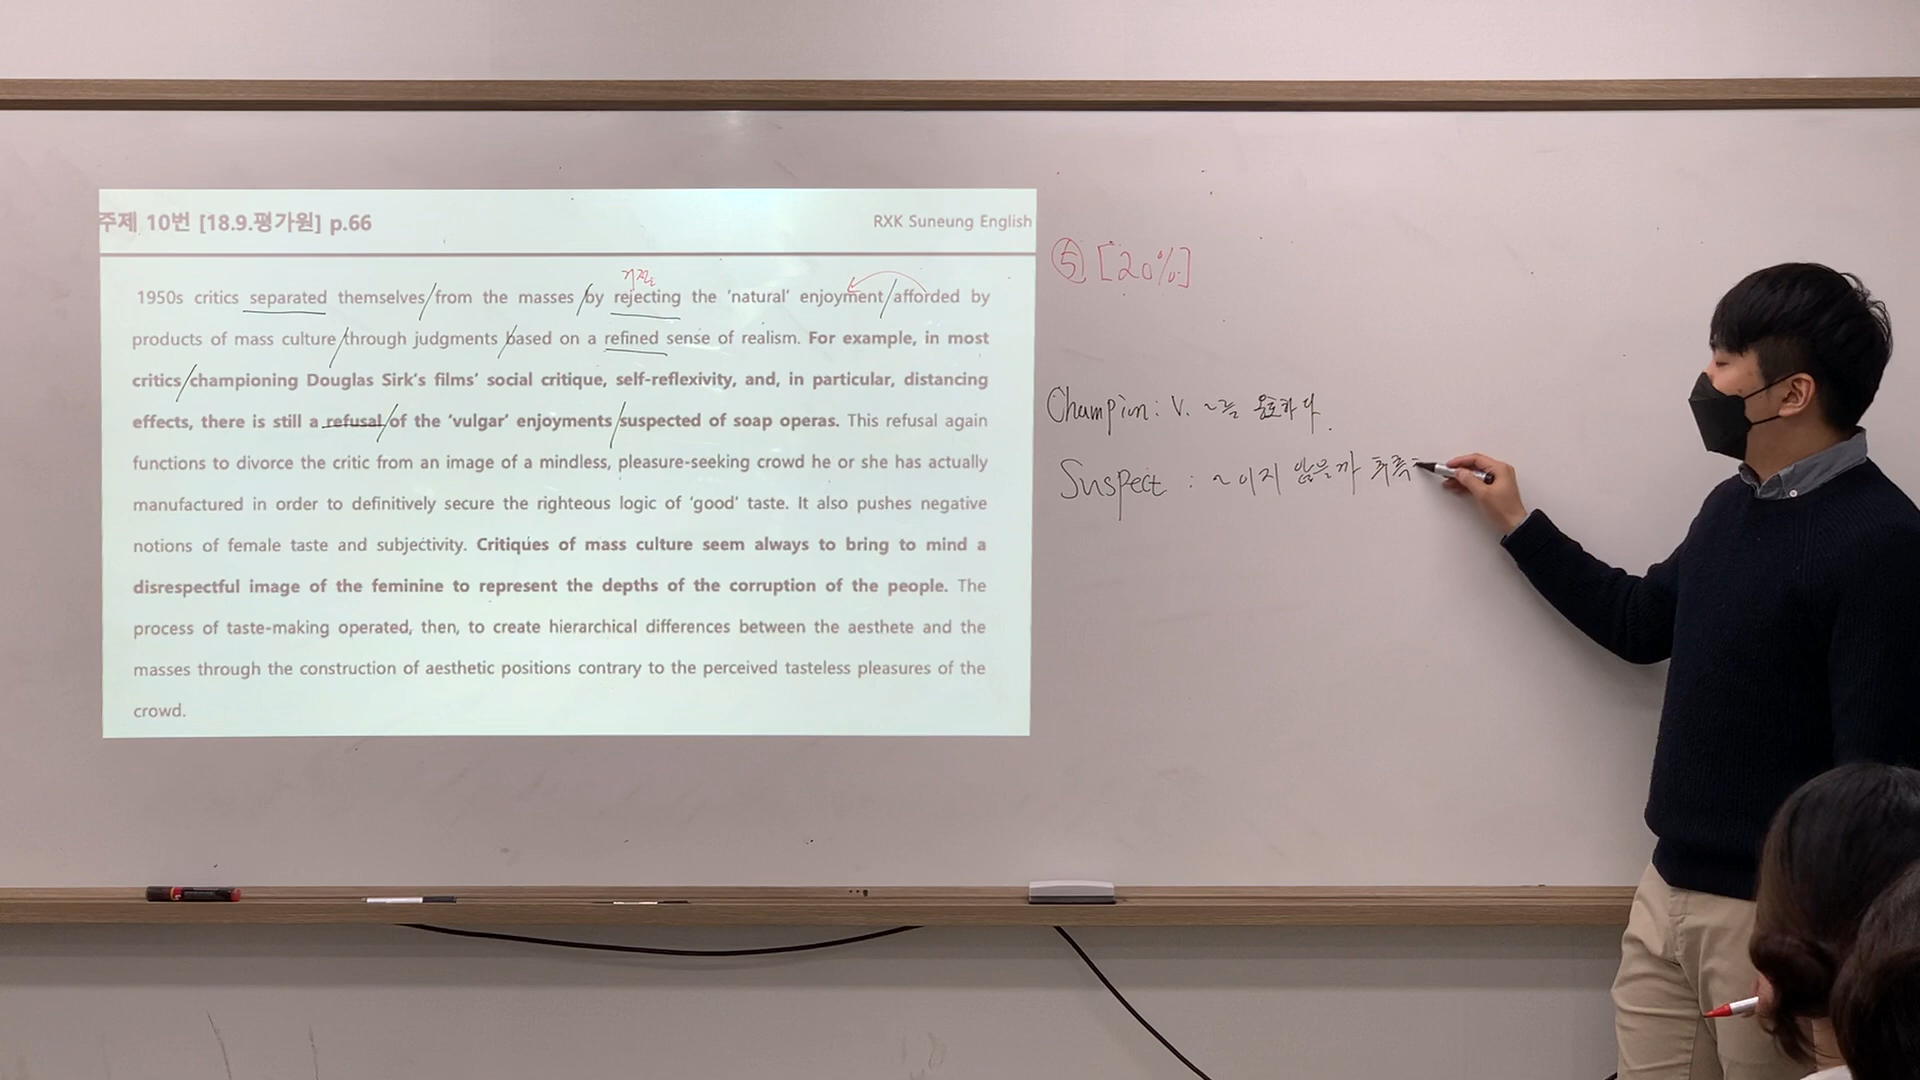 주제 10번 [18.9.평가원] p.66
RXK Suneung English
1950s critics separated themselves from the masses by rejecting the 'natural' enjoyment afforded by
products of mass culture through judgments based on a refined sense of realism. For example, in most
critics championing Douglas Sirk's films' social critique, self-reflexivity, and, in particular, distancing
effects, there is still a refusal of the 'vulgar' enjoyments suspected of soap operas. This refusal again
functions to divorce the critic from an image of a mindless, pleasure-seeking crowd he or she has actually
manufactured in order to definitively secure the righteous logic of 'good' taste. It also pushes negative
notions of female taste and subjectivity. Critiques of mass culture seem always to bring to mind a
disrespectful image of the feminine to represent the depths of the corruption of the people. The
process of taste-making operated, then, to create hierarchical differences between the aesthete and the
masses through the construction of aesthetic positions contrary to the perceived tasteless pleasures of the
crowd.
⑤ [20%]
Champion: V. ~를 옹호하다.
Suspect : ~이지 않을까